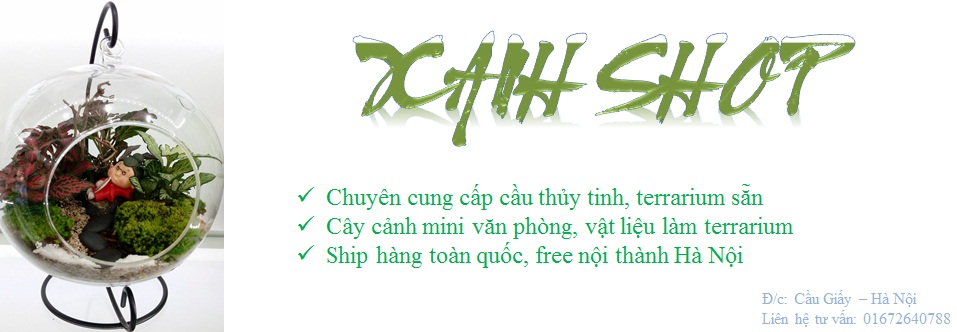 XANH SHOP
Chuyên cung cấp cầu thủy tinh, terrarium sẵn
Cây cảnh mini văn phòng, vật liệu làm terrarium
Ship hàng toàn quốc, free nội thành Hà Nội
Đ/c: Cầu Giấy – Hà Nội
Liên hệ tư vấn: 01672640788